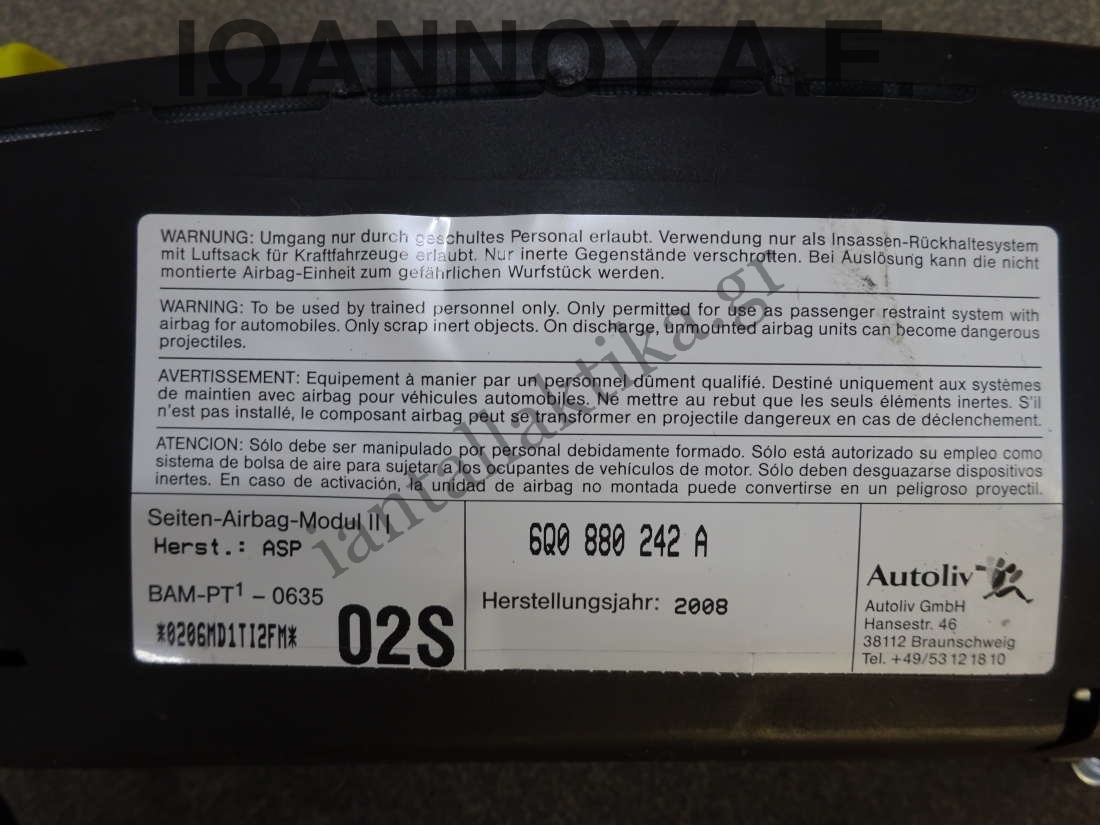 ΙΩΑΝΝΟΥ Α.Ε.
WARNUNG: Umgang nur durch geschultes Personal erlaubt. Verwendung nur als Insassen-Rückhaltesystem
mit Luftsack für Kraftfahrzeuge erlaubt. Nur inerte Gegenstände verschrotten. Bei Auslösung kann die nicht
montierte Airbag-Einheit zum gefährlichen Wurfstück werden.
WARNING: To be used by trained personnel only. Only permitted for use as passenger restraint system with
airbag for automobiles. Only scrap inert objects. On discharge, unmounted airbag units can become dangerous
projectiles.
AVERTISSEMENT: Equipement à manier par un personnel dûment qualifié. Destiné uniquement aux systèmes
de maintien avec airbag pour véhicules automobiles. Ne mettre au rebut que les seuls éléments inertes. S'il
n'est pas installé, le composant airbag peut se transformer en projectile dangereux en cas de déclenchement.
ATENCION: Sólo debe ser manipulado por personal debidamente formado. Sólo está autorizado su empleo como
sistema de bolsa de aire para sujetar a los ocupantes de vehículos de motor. Sólo deben desguazarse dispositivos
inertes. En caso de activación, la unidad de airbag no montada puede convertirse en un peligroso proyectil.
iantallaktika.gr
Seiten-Airbag-Modul II
Herst.: ASP
BAM-PT1 - 0635
*0206MD1TI2FM*
02S
6Q0 880 242 A
Herstellungsjahr: 2008
Autoliv
Autoliv GmbH
Hansestr. 46
38112 Braunschweig
Tel. +49/53 12 18 10